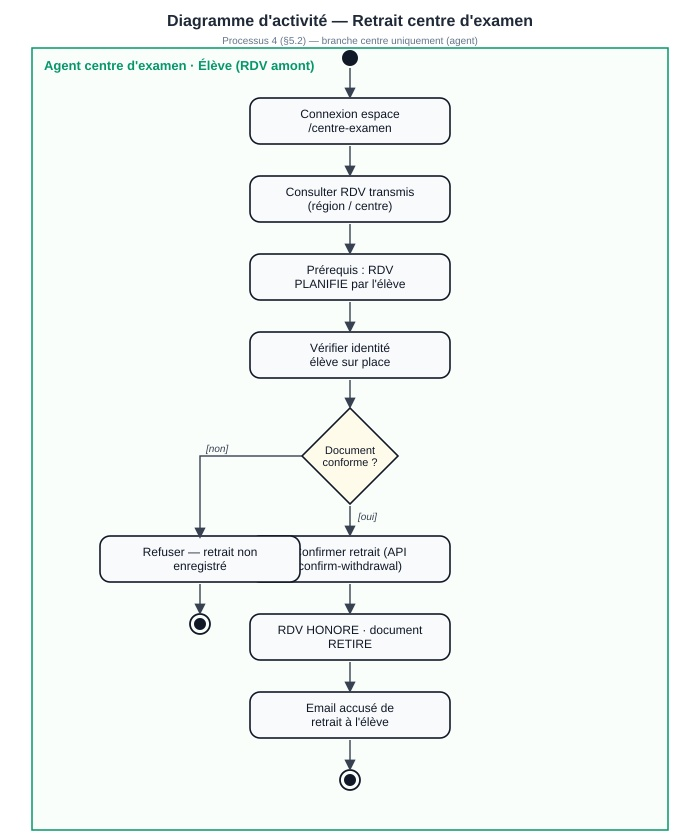 Diagramme d'activité — Retrait centre d'examen
Processus 4 (§5.2) — branche centre uniquement (agent)
Agent centre d'examen · Élève (RDV amont)
Connexion espace
/centre-examen
Consulter RDV transmis
(région / centre)
Prérequis : RDV
PLANIFIE par l'élève
Vérifier identité
élève sur place
Document
conforme ?
[non]
[oui]
Refuser — retrait non
enregistré
onfirmer retrait (API
confirm-withdrawal)
RDV HONORE · document
RETIRE
Email accusé de
retrait à l'élève